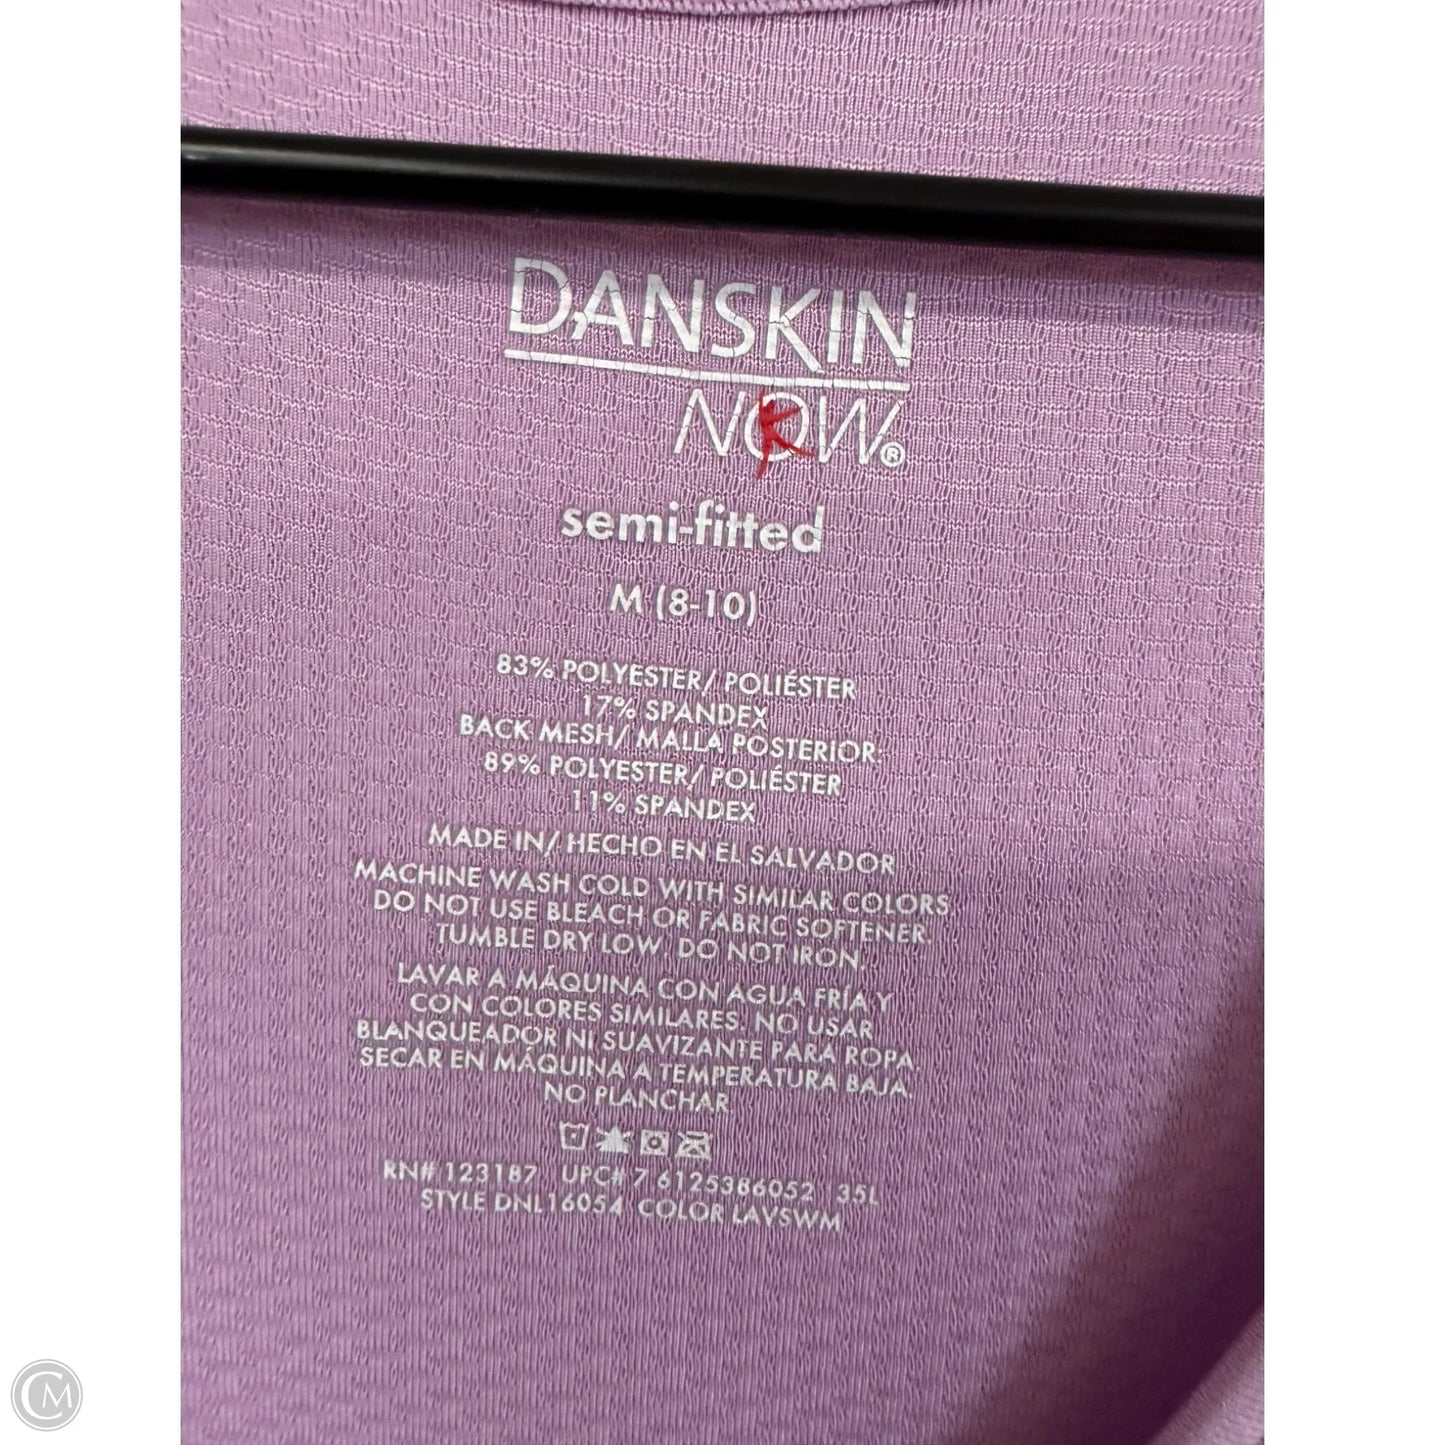 DANSKIN
NOW®
K
semi-fitted
M (8-10)
83% POLYESTER/ POLIÉSTER
17% SPANDEX
BACK MESH/ MALLA POSTERIOR:
89% POLYESTER/ POLIÉSTER
11% SPANDEX
MADE IN/ HECHO EN EL SALVADOR
MACHINE WASH COLD WITH SIMILAR COLORS.
DO NOT USE BLEACH OR FABRIC SOFTENER.
TUMBLE DRY LOW. DO NOT IRON.
LAVAR A MÁQUINA CON AGUA FRÍA Y
CON COLORES SIMILARES. NO USAR
BLANQUEADOR NI SUAVIZANTE PARA ROPA.
SECAR EN MÁQUINA A TEMPERATURA BAJA.
NO PLANCHAR
RN# 123187 UPC# 7 6125386052 35L
STYLE DNL16054 COLOR LAVSWM
CM